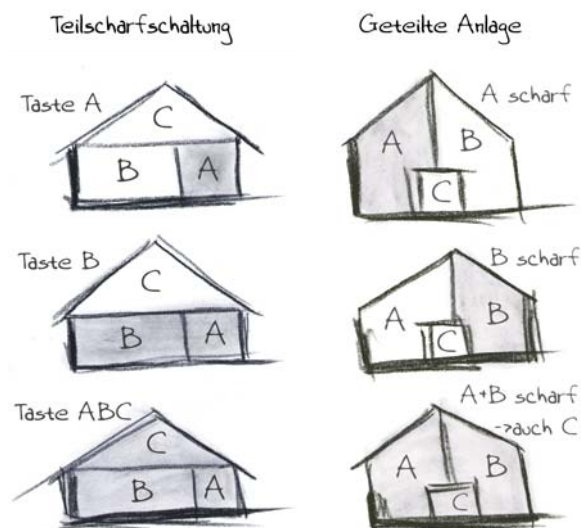 Teilscharfschaltung
Geteilte Anlage
Taste A
C
B
A
A scharf
A
B
C
Taste B
C
B
A
B scharf
A
B
C
Taste ABC
C
B
A
A+B scharf
->auch C
A
B
C